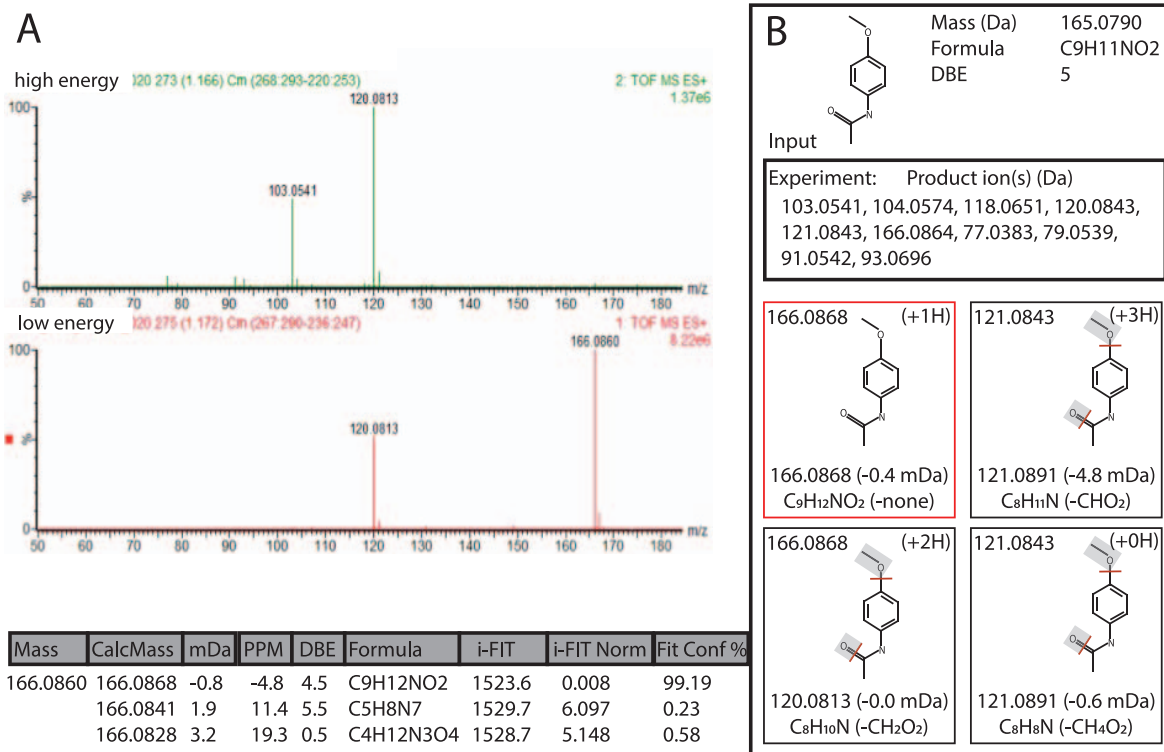 A
high energy
020 273 (1.166) Cm (268:293-220:253)
2: TOF MS ES+
1.37e6
120.0813
100
103.0541
%
0
50 60 70 80 90 100 110 120 130 140 150 160 170 180 m/z
low energy
020 275 (1.172) Cm (267:290-236:247)
1: TOF MS ES+
8.22e6
166.0860
100
120.0813
%
0
50 60 70 80 90 100 110 120 130 140 150 160 170 180 m/z
Mass CalcMass mDa PPM DBE Formula i-FIT i-FIT Norm Fit Conf %
166.0860 166.0868 -0.8 -4.8 4.5 C9H12NO2 1523.6 0.008 99.19
166.0841 1.9 11.4 5.5 C5H8N7 1529.7 6.097 0.23
166.0828 3.2 19.3 0.5 C4H12N3O4 1528.7 5.148 0.58
B
O
O
N
Input
Mass (Da) 165.0790
Formula C9H11NO2
DBE 5
Experiment: Product ion(s) (Da)
103.0541, 104.0574, 118.0651, 120.0843,
121.0843, 166.0864, 77.0383, 79.0539,
91.0542, 93.0696
166.0868 (+1H)
O
O
N
166.0868 (-0.4 mDa)
C₉H₁₂NO₂ (-none)
121.0843 (+3H)
O
O
N
121.0891 (-4.8 mDa)
C₈H₁₁N (-CHO₂)
166.0868 (+2H)
O
O
N
120.0813 (-0.0 mDa)
C₈H₁₀N (-CH₂O₂)
121.0843 (+0H)
O
O
N
121.0891 (-0.6 mDa)
C₈H₈N (-CH₄O₂)